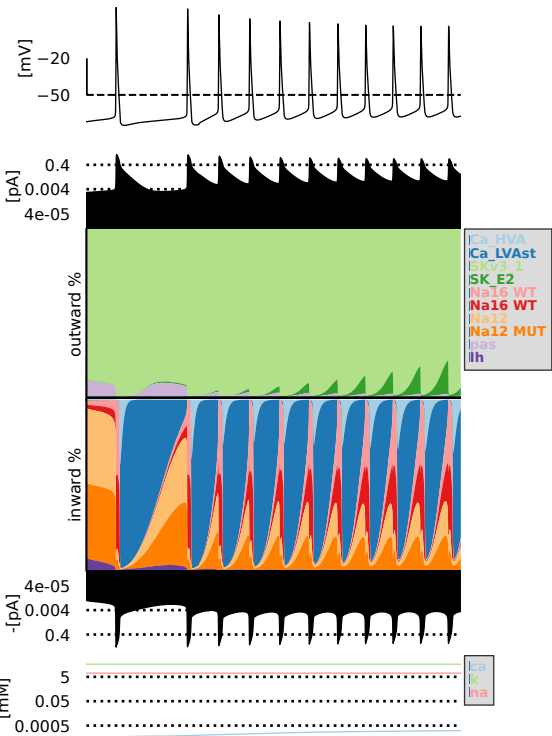 [mV]
−20
−50
[pA]
0.4
0.004
4e-05
outward %
Ca_HVA
Ca_LVAst
SKv3_1
SK_E2
Na16 WT
Na16 WT
Na12
Na12 MUT
pas
Ih
inward %
-[pA]
4e-05
0.004
0.4
[mM]
5
0.05
0.0005
ca
k
na